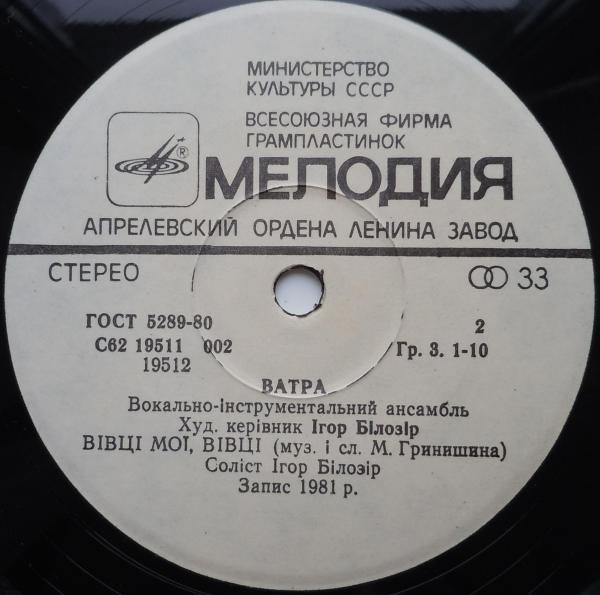 МИНИСТЕРСТВО
КУЛЬТУРЫ СССР
ВСЕСОЮЗНАЯ ФИРМА
ГРАМПЛАСТИНОК
®
МЕЛОДИЯ
АПРЕЛЕВСКИЙ ОРДЕНА ЛЕНИНА ЗАВОД
СТЕРЕО 33
ГОСТ 5289-80 2
С62 19511 002 Гр. 3. 1-10
19512
ВАТРА
Вокально-інструментальний ансамбль
Худ. керівник Ігор Білозір
ВІВЦІ МОЇ, ВІВЦІ (муз. і сл. М. Гринишина)
Соліст Ігор Білозір
Запис 1981 р.